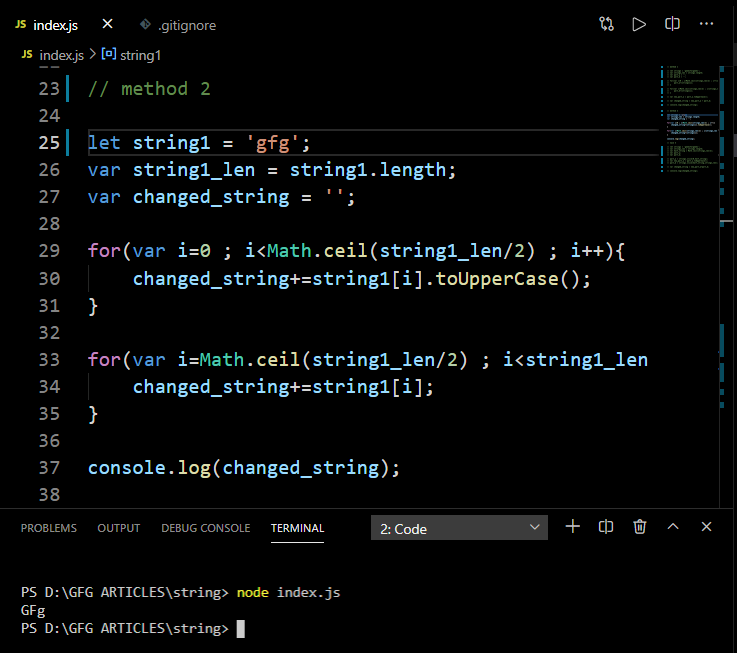 JS index.js
.gitignore
JS index.js > string1
23 // method 2
24
25 let string1 = 'gfg';
26 var string1_len = string1.length;
27 var changed_string = '';
28
29 for(var i=0 ; i<Math.ceil(string1_len/2) ; i++){
30 changed_string+=string1[i].toUpperCase();
31 }
32
33 for(var i=Math.ceil(string1_len/2) ; i<string1_len
34 changed_string+=string1[i];
35 }
36
37 console.log(changed_string);
38
PROBLEMS OUTPUT DEBUG CONSOLE TERMINAL 2: Code
PS D:\GFG ARTICLES\string> node index.js
GFg
PS D:\GFG ARTICLES\string>